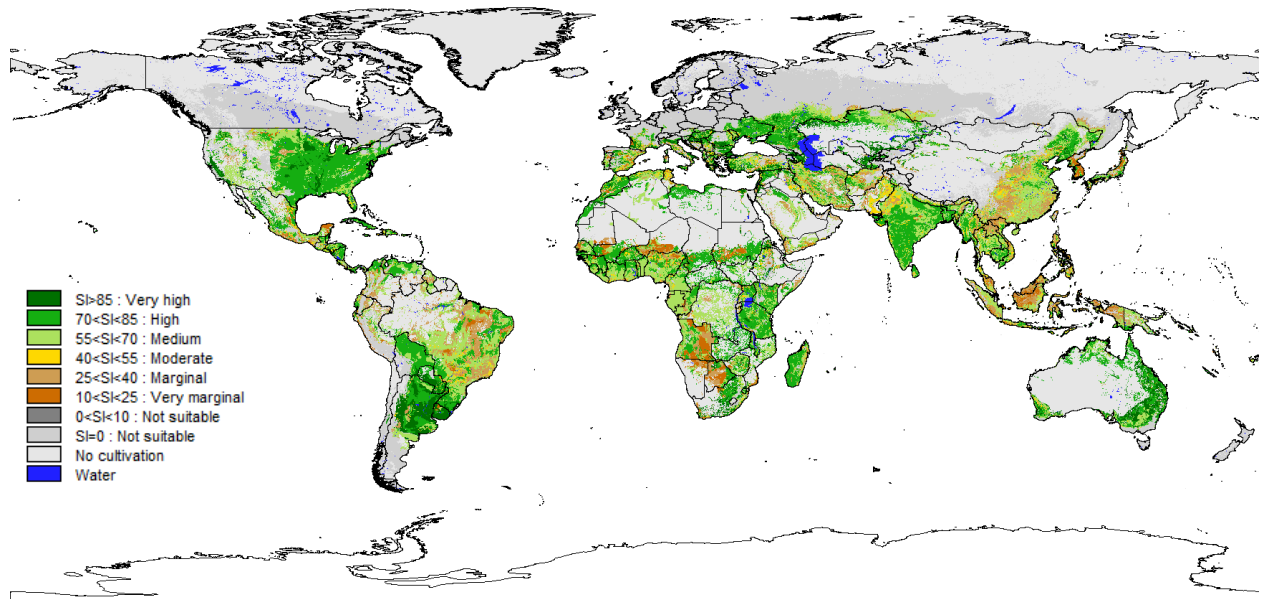 SI>85 : Very high
70<SI<85 : High
55<SI<70 : Medium
40<SI<55 : Moderate
25<SI<40 : Marginal
10<SI<25 : Very marginal
0<SI<10 : Not suitable
SI=0 : Not suitable
No cultivation
Water